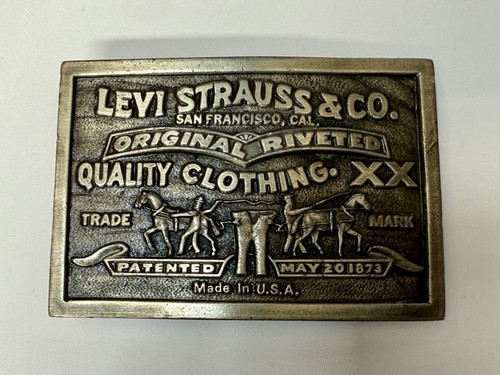 LEVI STRAUSS & CO.
SAN FRANCISCO, CAL.
ORIGINAL RIVETED
QUALITY CLOTHING. XX
TRADE MARK
PATENTED MAY 20 1873
Made in U.S.A.